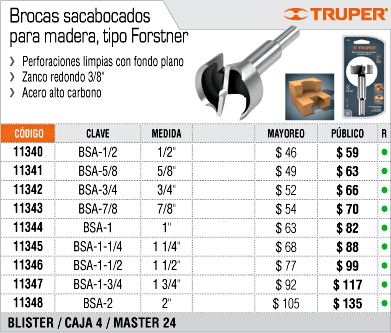 Brocas sacabocados
para madera, tipo Forstner
TRUPER
› Perforaciones limpias con fondo plano
› Zanco redondo 3/8"
› Acero alto carbono
CÓDIGO CLAVE MEDIDA MAYOREO PÚBLICO R
11340 BSA-1/2 1/2" $ 46 $ 59 ●
11341 BSA-5/8 5/8" $ 49 $ 63 ●
11342 BSA-3/4 3/4" $ 52 $ 66 ●
11343 BSA-7/8 7/8" $ 54 $ 70 ●
11344 BSA-1 1" $ 63 $ 82 ●
11345 BSA-1-1/4 1 1/4" $ 68 $ 88 ●
11346 BSA-1-1/2 1 1/2" $ 77 $ 99 ●
11347 BSA-1-3/4 1 3/4" $ 92 $ 117 ●
11348 BSA-2 2" $ 105 $ 135 ●
BLISTER / CAJA 4 / MASTER 24